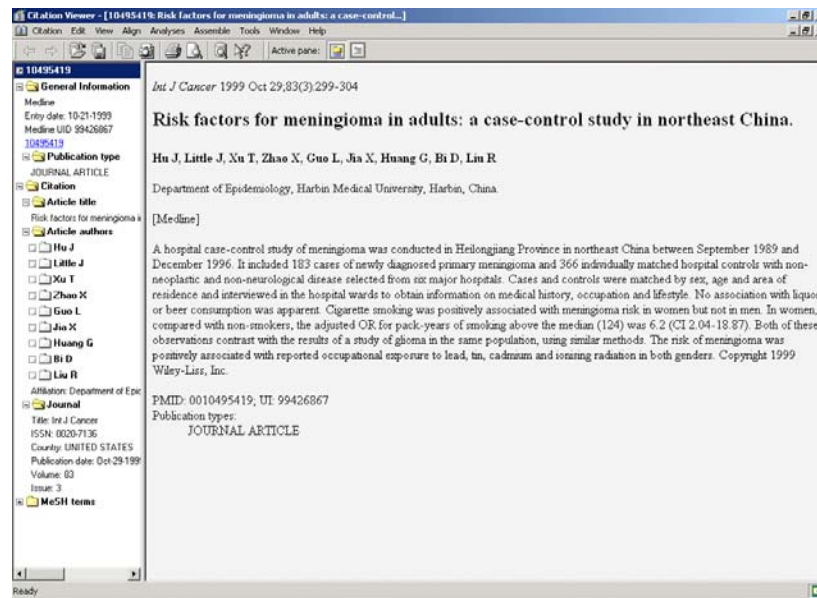 Citation Viewer - [10495419: Risk factors for meningioma in adults: a case-control...]
Citation Edit View Align Analyses Assemble Tools Window Help
Active pane:
10495419
General Information
Medline
Entry date: 10-21-1999
Medline UID 99426867
10495419
Publication type
JOURNAL ARTICLE
Citation
Article title
Risk factors for meningioma i
Article authors
Hu J
Little J
Xu T
Zhao X
Guo L
Jia X
Huang G
Bi D
Liu R
Affiliation: Department of Epic
Journal
Title: Int J Cancer
ISSN: 0020-7136
Country: UNITED STATES
Publication date: Oct-29-199
Volume: 83
Issue: 3
MeSH terms
Int J Cancer 1999 Oct 29;83(3):299-304
Risk factors for meningioma in adults: a case-control study in northeast China.
Hu J, Little J, Xu T, Zhao X, Guo L, Jia X, Huang G, Bi D, Liu R
Department of Epidemiology, Harbin Medical University, Harbin, China.
[Medline]
A hospital case-control study of meningioma was conducted in Heilongjiang Province in northeast China between September 1989 and
December 1996. It included 183 cases of newly diagnosed primary meningioma and 366 individually matched hospital controls with non-
neoplastic and non-neurological disease selected from six major hospitals. Cases and controls were matched by sex, age and area of
residence and interviewed in the hospital wards to obtain information on medical history, occupation and lifestyle. No association with liquor
or beer consumption was apparent. Cigarette smoking was positively associated with meningioma risk in women but not in men. In women,
compared with non-smokers, the adjusted OR for pack-years of smoking above the median (124) was 6.2 (CI 2.04-18.87). Both of these
observations contrast with the results of a study of glioma in the same population, using similar methods. The risk of meningioma was
positively associated with reported occupational exposure to lead, tin, cadmium and ionising radiation in both genders. Copyright 1999
Wiley-Liss, Inc.
PMID: 0010495419; UI: 99426867
Publication types:
JOURNAL ARTICLE
Ready